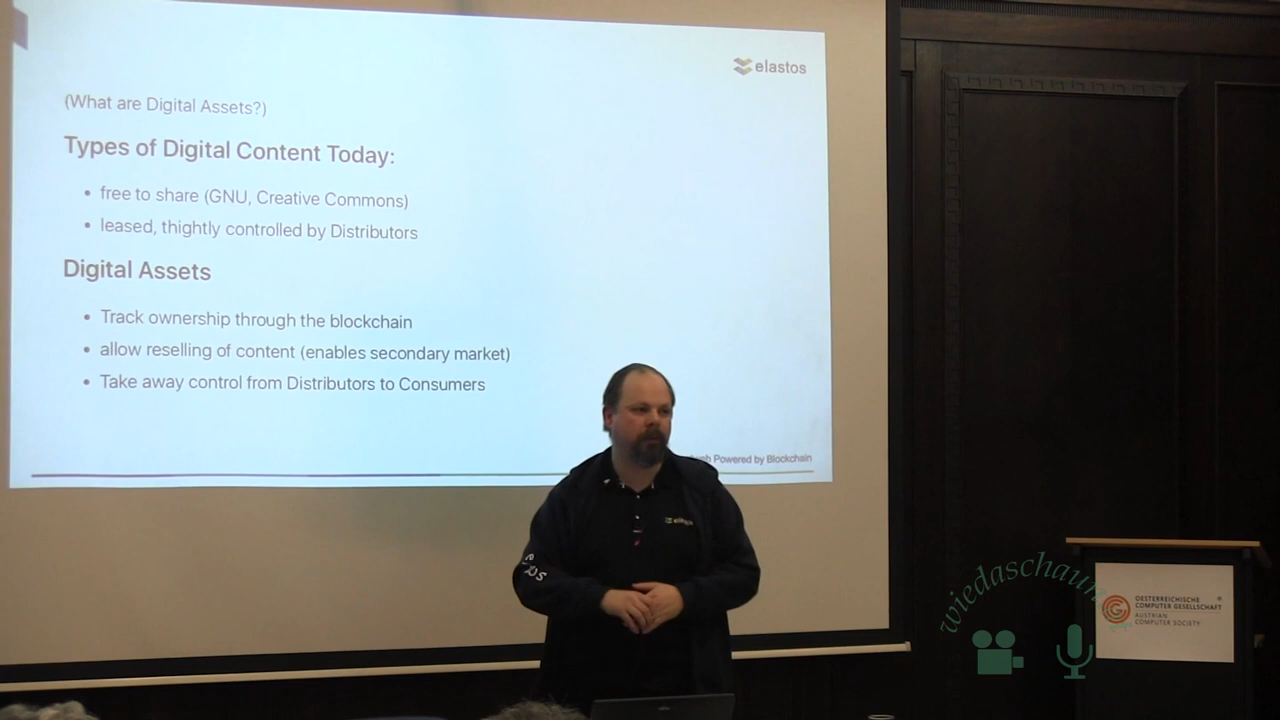 elastos
(What are Digital Assets?)
Types of Digital Content Today:
• free to share (GNU, Creative Commons)
• leased, thightly controlled by Distributors
Digital Assets
• Track ownership through the blockchain
• allow reselling of content (enables secondary market)
• Take away control from Distributors to Consumers
Powered by Blockchain
wiedaschaun
OESTERREICHISCHE
COMPUTER GESELLSCHAFT
AUSTRIAN
COMPUTER SOCIETY